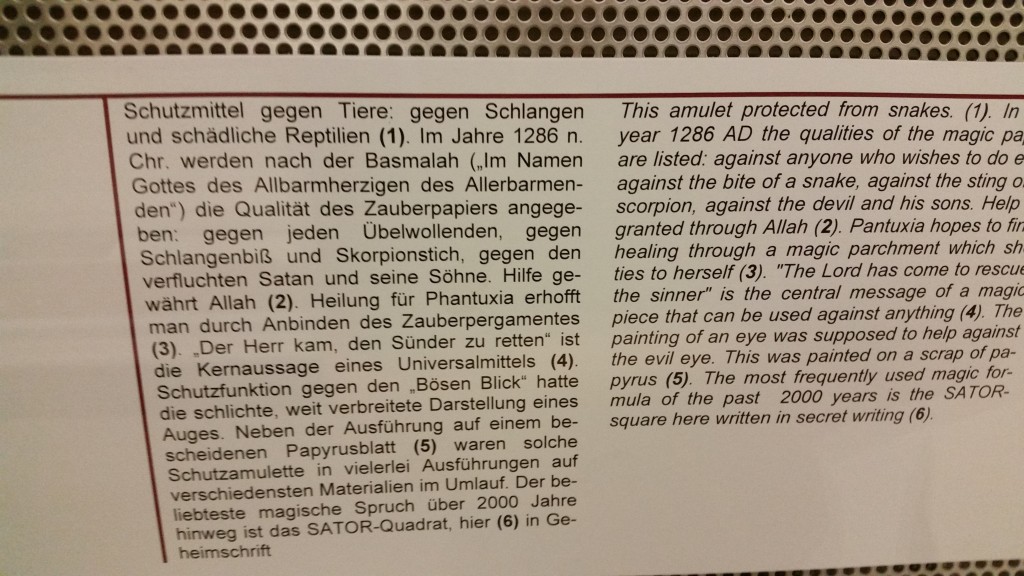 Schutzmittel gegen Tiere: gegen Schlangen
und schädliche Reptilien (1). Im Jahre 1286 n.
Chr. werden nach der Basmalah („Im Namen
Gottes des Allbarmherzigen des Allerbarmen-
den“) die Qualität des Zauberpapiers angege-
ben: gegen jeden Übelwollenden, gegen
Schlangenbiß und Skorpionstich, gegen den
verfluchten Satan und seine Söhne. Hilfe ge-
währt Allah (2). Heilung für Phantuxia erhofft
man durch Anbinden des Zauberpergamentes
(3). „Der Herr kam, den Sünder zu retten“ ist
die Kernaussage eines Universalmittels (4).
Schutzfunktion gegen den „Bösen Blick“ hatte
die schlichte, weit verbreitete Darstellung eines
Auges. Neben der Ausführung auf einem be-
scheidenen Papyrusblatt (5) waren solche
Schutzamulette in vielerlei Ausführungen auf
verschiedensten Materialien im Umlauf. Der be-
liebteste magische Spruch über 2000 Jahre
hinweg ist das SATOR-Quadrat, hier (6) in Ge-
heimschrift
This amulet protected from snakes. (1). In
year 1286 AD the qualities of the magic
are listed: against anyone who wishes to do
against the bite of a snake, against the sting
scorpion, against the devil and his sons. Help
granted through Allah (2). Pantuxia hopes to
healing through a magic parchment which
ties to herself (3). "The Lord has come to rescue
the sinner" is the central message of a magic
piece that can be used against anything (4). The
painting of an eye was supposed to help against
the evil eye. This was painted on a scrap of pa-
pyrus (5). The most frequently used magic for-
mula of the past 2000 years is the SATOR-
square here written in secret writing (6).